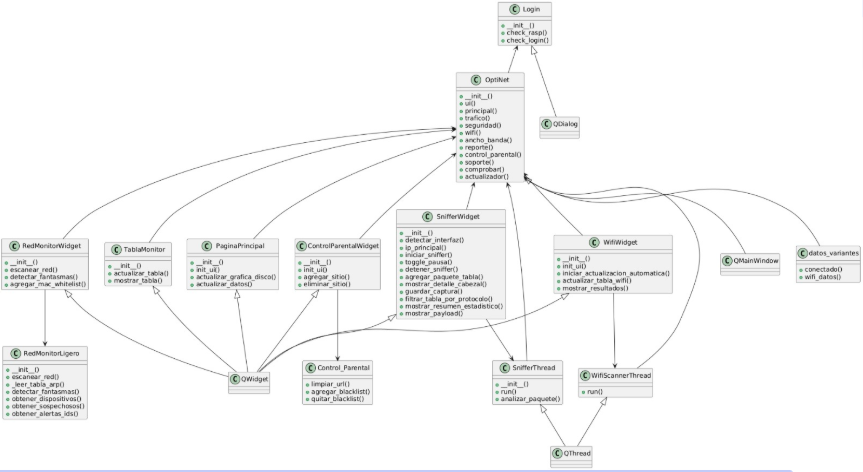 C Login
__init__()
check_rasp()
check_login()
C OptiNet
__init__()
ui()
principal()
trafico()
seguridad()
wifi()
ancho_banda()
reporte()
control_parental()
soporte()
comprobar()
actualizador()
C QDialog
C RedMonitorWidget
__init__()
escanear_red()
detectar_fantasmas()
agregar_mac_whitelist()
C TablaMonitor
__init__()
actualizar_tabla()
mostrar_tabla()
C PaginaPrincipal
__init__()
init_ui()
actualizar_grafica_disco()
actualizar_datos()
C ControlParentalWidget
__init__()
init_ui()
agregar_sitio()
eliminar_sitio()
C SnifferWidget
__init__()
detectar_interfaz()
ip_principal()
iniciar_sniffer()
toggle_pausa()
detener_sniffer()
agregar_paquete_tabla()
mostrar_detalle_cabezal()
guardar_captura()
filtrar_tabla_por_protocolo()
mostrar_resumen_estadistico()
mostrar_payload()
C WifiWidget
__init__()
init_ui()
iniciar_actualizacion_automatica()
actualizar_tabla_wifi()
mostrar_resultados()
C QMainWindow
C datos_variantes
conectado()
wifi_datos()
C RedMonitorLigero
__init__()
escanear_red()
_leer_tabla_arp()
detectar_fantasmas()
obtener_dispositivos()
obtener_sospechosos()
obtener_alertas_ids()
C QWidget
C Control_Parental
limpiar_url()
agregar_blacklist()
quitar_blacklist()
C SnifferThread
__init__()
run()
analizar_paquete()
C WifiScannerThread
run()
C QThread